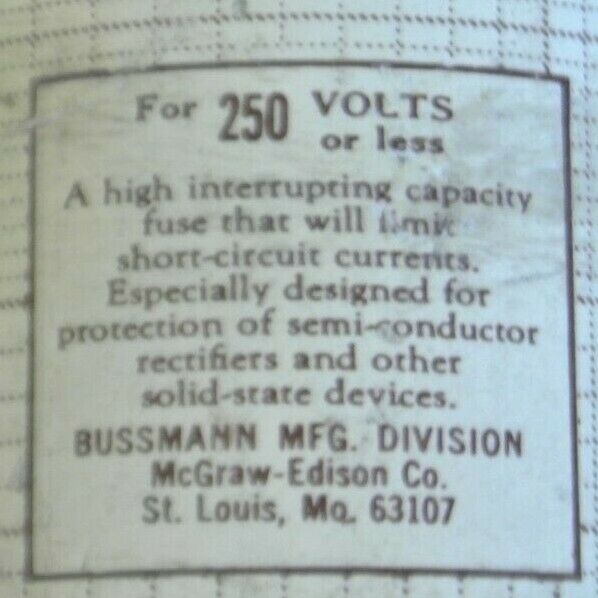 For 250 VOLTS
or less
A high interrupting capacity
fuse that will limit
short-circuit currents.
Especially designed for
protection of semi-conductor
rectifiers and other
solid-state devices.
BUSSMANN MFG. DIVISION
McGraw-Edison Co.
St. Louis, Mo. 63107